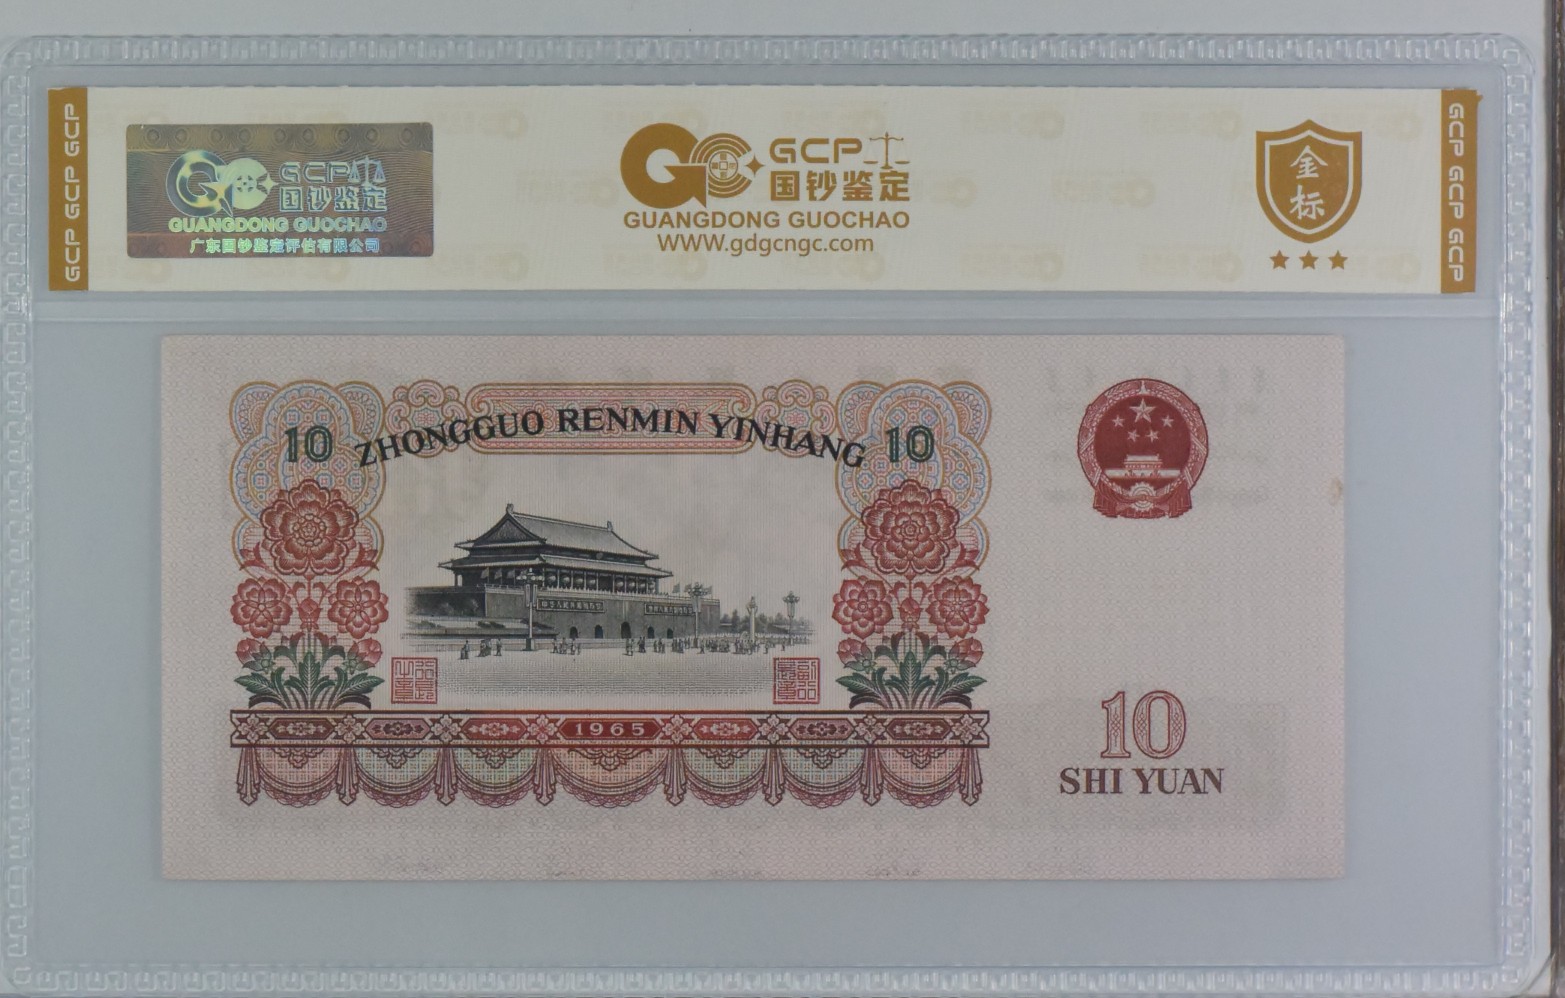 GCP GCP GCP
GCP
国钞鉴定
GUANGDONG GUOCHAO
广东国钞鉴定评估有限公司
GCP
国钞鉴定
GUANGDONG GUOCHAO
WWW.gdgcngc.com
金
标
GCP GCP GCP
10
ZHONGGUO RENMIN YINHANG
10
1965
10
SHI YUAN